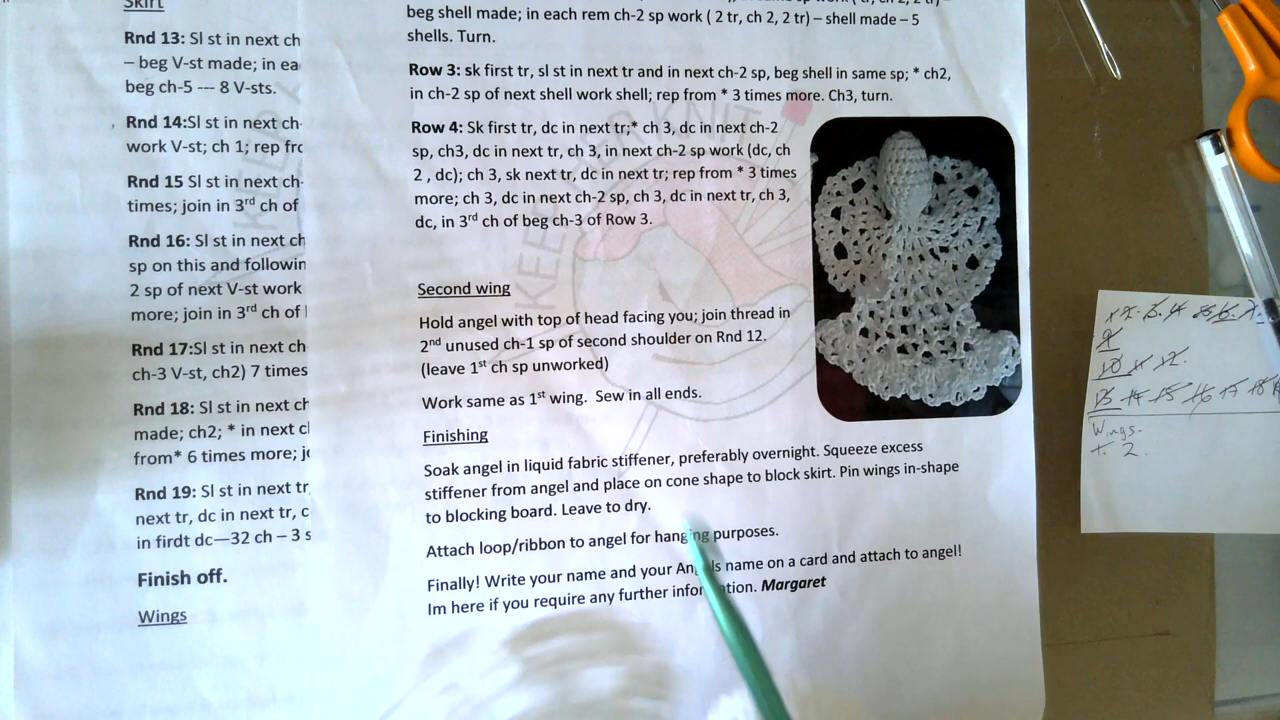 Skirt
Rnd 13: Sl st in next ch
– beg V-st made; in ea
beg ch-5 --- 8 V-sts.
Rnd 14:Sl st in next ch-
work V-st; ch 1; rep fro
Rnd 15 Sl st in next ch-
times; join in 3rd ch of
Rnd 16: Sl st in next ch
sp on this and followin
2 sp of next V-st work
more; join in 3rd ch of
Rnd 17:Sl st in next ch
ch-3 V-st, ch2) 7 times
Rnd 18: Sl st in next ch
made; ch2; * in next cl
from* 6 times more; jo
Rnd 19: Sl st in next tr
next tr, dc in next tr, c
in firdt dc—32 ch – 3 s
Finish off.
Wings
beg shell made; in each rem ch-2 sp work ( 2 tr, ch 2, 2 tr) – shell made – 5
shells. Turn.
Row 3: sk first tr, sl st in next tr and in next ch-2 sp, beg shell in same sp; * ch2,
in ch-2 sp of next shell work shell; rep from * 3 times more. Ch3, turn.
Row 4: Sk first tr, dc in next tr;* ch 3, dc in next ch-2
sp, ch3, dc in next tr, ch 3, in next ch-2 sp work (dc, ch
2 , dc); ch 3, sk next tr, dc in next tr; rep from * 3 times
more; ch 3, dc in next ch-2 sp, ch 3, dc in next tr, ch 3,
dc, in 3rd ch of beg ch-3 of Row 3.
Second wing
Hold angel with top of head facing you; join thread in
2nd unused ch-1 sp of second shoulder on Rnd 12.
(leave 1st ch sp unworked)
Work same as 1st wing. Sew in all ends.
Finishing
Soak angel in liquid fabric stiffener, preferably overnight. Squeeze excess
stiffener from angel and place on cone shape to block skirt. Pin wings in-shape
to blocking board. Leave to dry.
Attach loop/ribbon to angel for hanging purposes.
Finally! Write your name and your Angels name on a card and attach to angel!
Im here if you require any further information. Margaret
KEEP KNIT
9
10 11 12.
13 14 15 16 17 18
Wings.
1. 2.